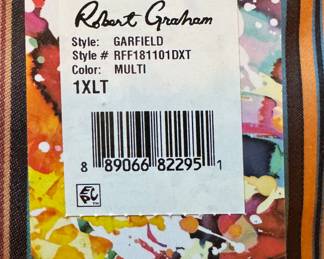 Robert Graham
Style: GARFIELD
Style # RFF181101DXT
Color: MULTI
1XLT
8 89066 82295 1